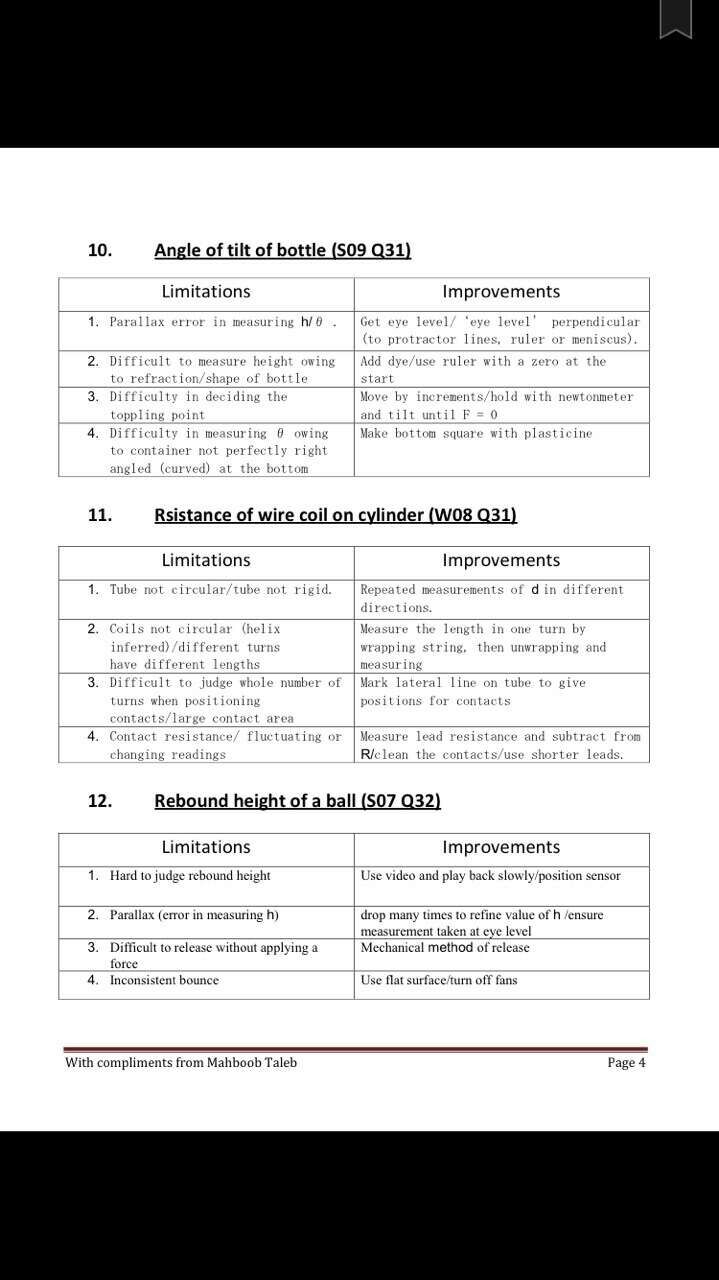 10. Angle of tilt of bottle (S09 Q31)
Limitations Improvements
1. Parallax error in measuring h/θ .
Get eye level/ ‘eye level’ perpendicular
(to protractor lines, ruler or meniscus).
2. Difficult to measure height owing
to refraction/shape of bottle
Add dye/use ruler with a zero at the
start
3. Difficulty in deciding the
toppling point
Move by increments/hold with newtonmeter
and tilt until F = 0
4. Difficulty in measuring θ owing
to container not perfectly right
angled (curved) at the bottom
Make bottom square with plasticine
11. Rsistance of wire coil on cylinder (W08 Q31)
Limitations Improvements
1. Tube not circular/tube not rigid.
Repeated measurements of d in different
directions.
2. Coils not circular (helix
inferred)/different turns
have different lengths
Measure the length in one turn by
wrapping string, then unwrapping and
measuring
3. Difficult to judge whole number of
turns when positioning
contacts/large contact area
Mark lateral line on tube to give
positions for contacts
4. Contact resistance/ fluctuating or
changing readings
Measure lead resistance and subtract from
R/clean the contacts/use shorter leads.
12. Rebound height of a ball (S07 Q32)
Limitations Improvements
1. Hard to judge rebound height
Use video and play back slowly/position sensor
2. Parallax (error in measuring h)
drop many times to refine value of h /ensure
measurement taken at eye level
3. Difficult to release without applying a
force
Mechanical method of release
4. Inconsistent bounce
Use flat surface/turn off fans
With compliments from Mahboob Taleb Page 4